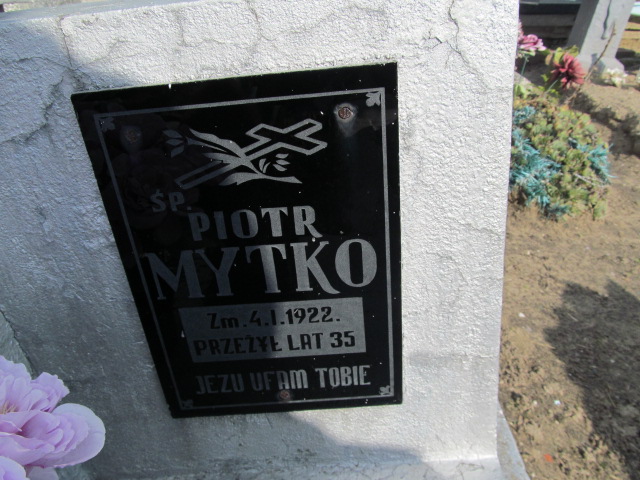 ŚP.
PIOTR
MYTKO
Zm. 4.I.1922.
PRZEŻYŁ LAT 35
JEZU UFAM TOBIE